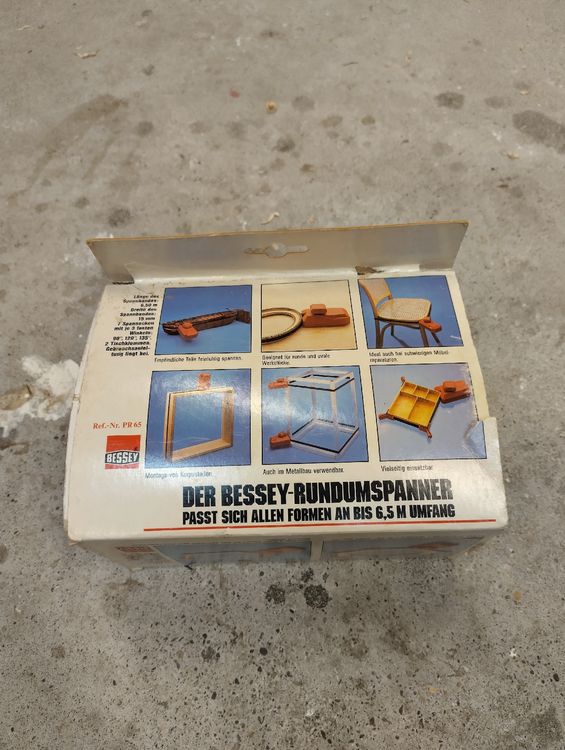 Länge des
Spannbandes:
6,50 m
Breite des
Spannbandes:
15 mm
7 Spannecken
mit je 3 festen
Winkeln:
90°, 120°, 135°.
2 Tischklemmen.
Gebrauchsanlei-
tung liegt bei.
Empfindliche Teile feinfühlig spannen.
Geeignet für runde und ovale
Werkstücke.
Ideal auch bei schwierigen Möbel-
reparaturen.
Ref.-Nr. PR 65
BESSEY
Montage von
Auch im Metallbau verwendbar.
Vielseitig einsetzbar.
DER BESSEY-RUNDUMSPANNER
PASST SICH ALLEN FORMEN AN BIS 6,5 M UMFANG